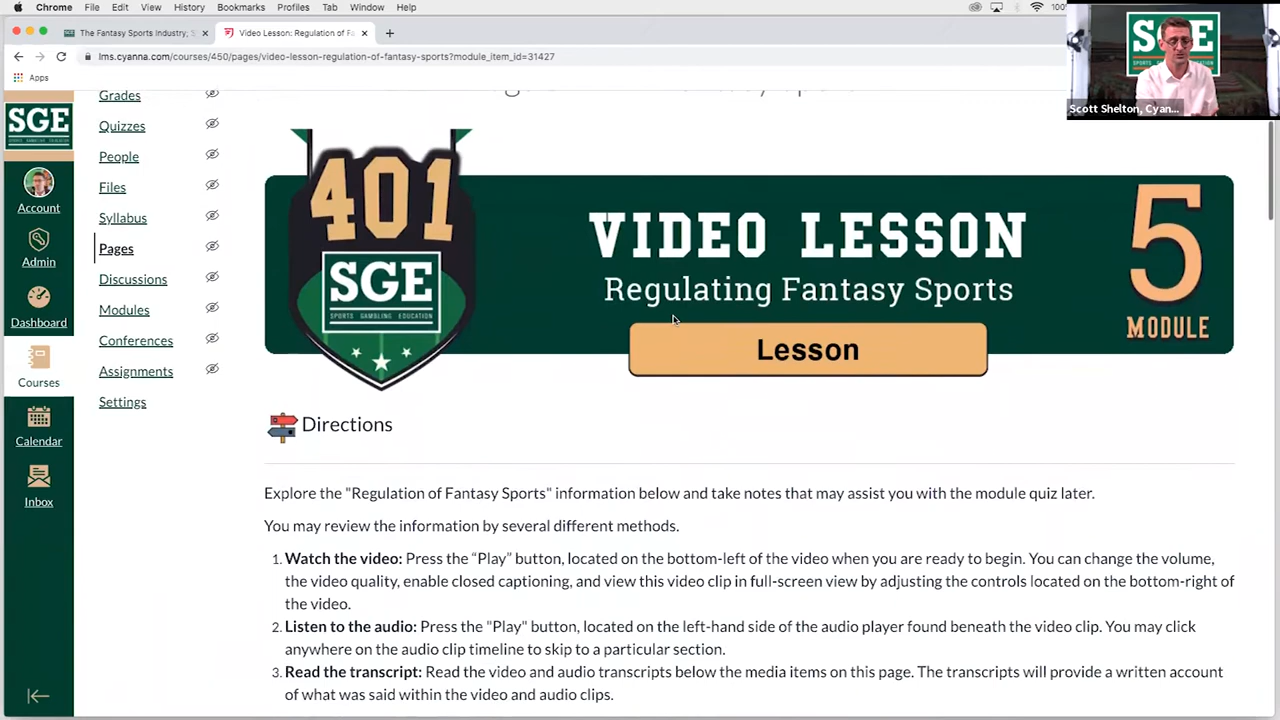 Chrome File Edit View History Bookmarks Profiles Tab Window Help
The Fantasy Sports Industry, S
Video Lesson: Regulation of Fa
lms.cyanna.com/courses/450/pages/video-lesson-regulation-of-fantasy-sports?module_item_id=31427
Apps
SGE
Scott Shelton, Cyan...
SGE
Account
Admin
Dashboard
Courses
Calendar
Inbox
Grades
Quizzes
People
Files
Syllabus
Pages
Discussions
Modules
Conferences
Assignments
Settings
401
SGE
SPORTS GAMBLING EDUCATION
VIDEO LESSON
Regulating Fantasy Sports
Lesson
5
MODULE
Directions
Explore the "Regulation of Fantasy Sports" information below and take notes that may assist you with the module quiz later.
You may review the information by several different methods.
1. Watch the video: Press the “Play” button, located on the bottom-left of the video when you are ready to begin. You can change the volume,
the video quality, enable closed captioning, and view this video clip in full-screen view by adjusting the controls located on the bottom-right of
the video.
2. Listen to the audio: Press the "Play" button, located on the left-hand side of the audio player found beneath the video clip. You may click
anywhere on the audio clip timeline to skip to a particular section.
3. Read the transcript: Read the video and audio transcripts below the media items on this page. The transcripts will provide a written account
of what was said within the video and audio clips.